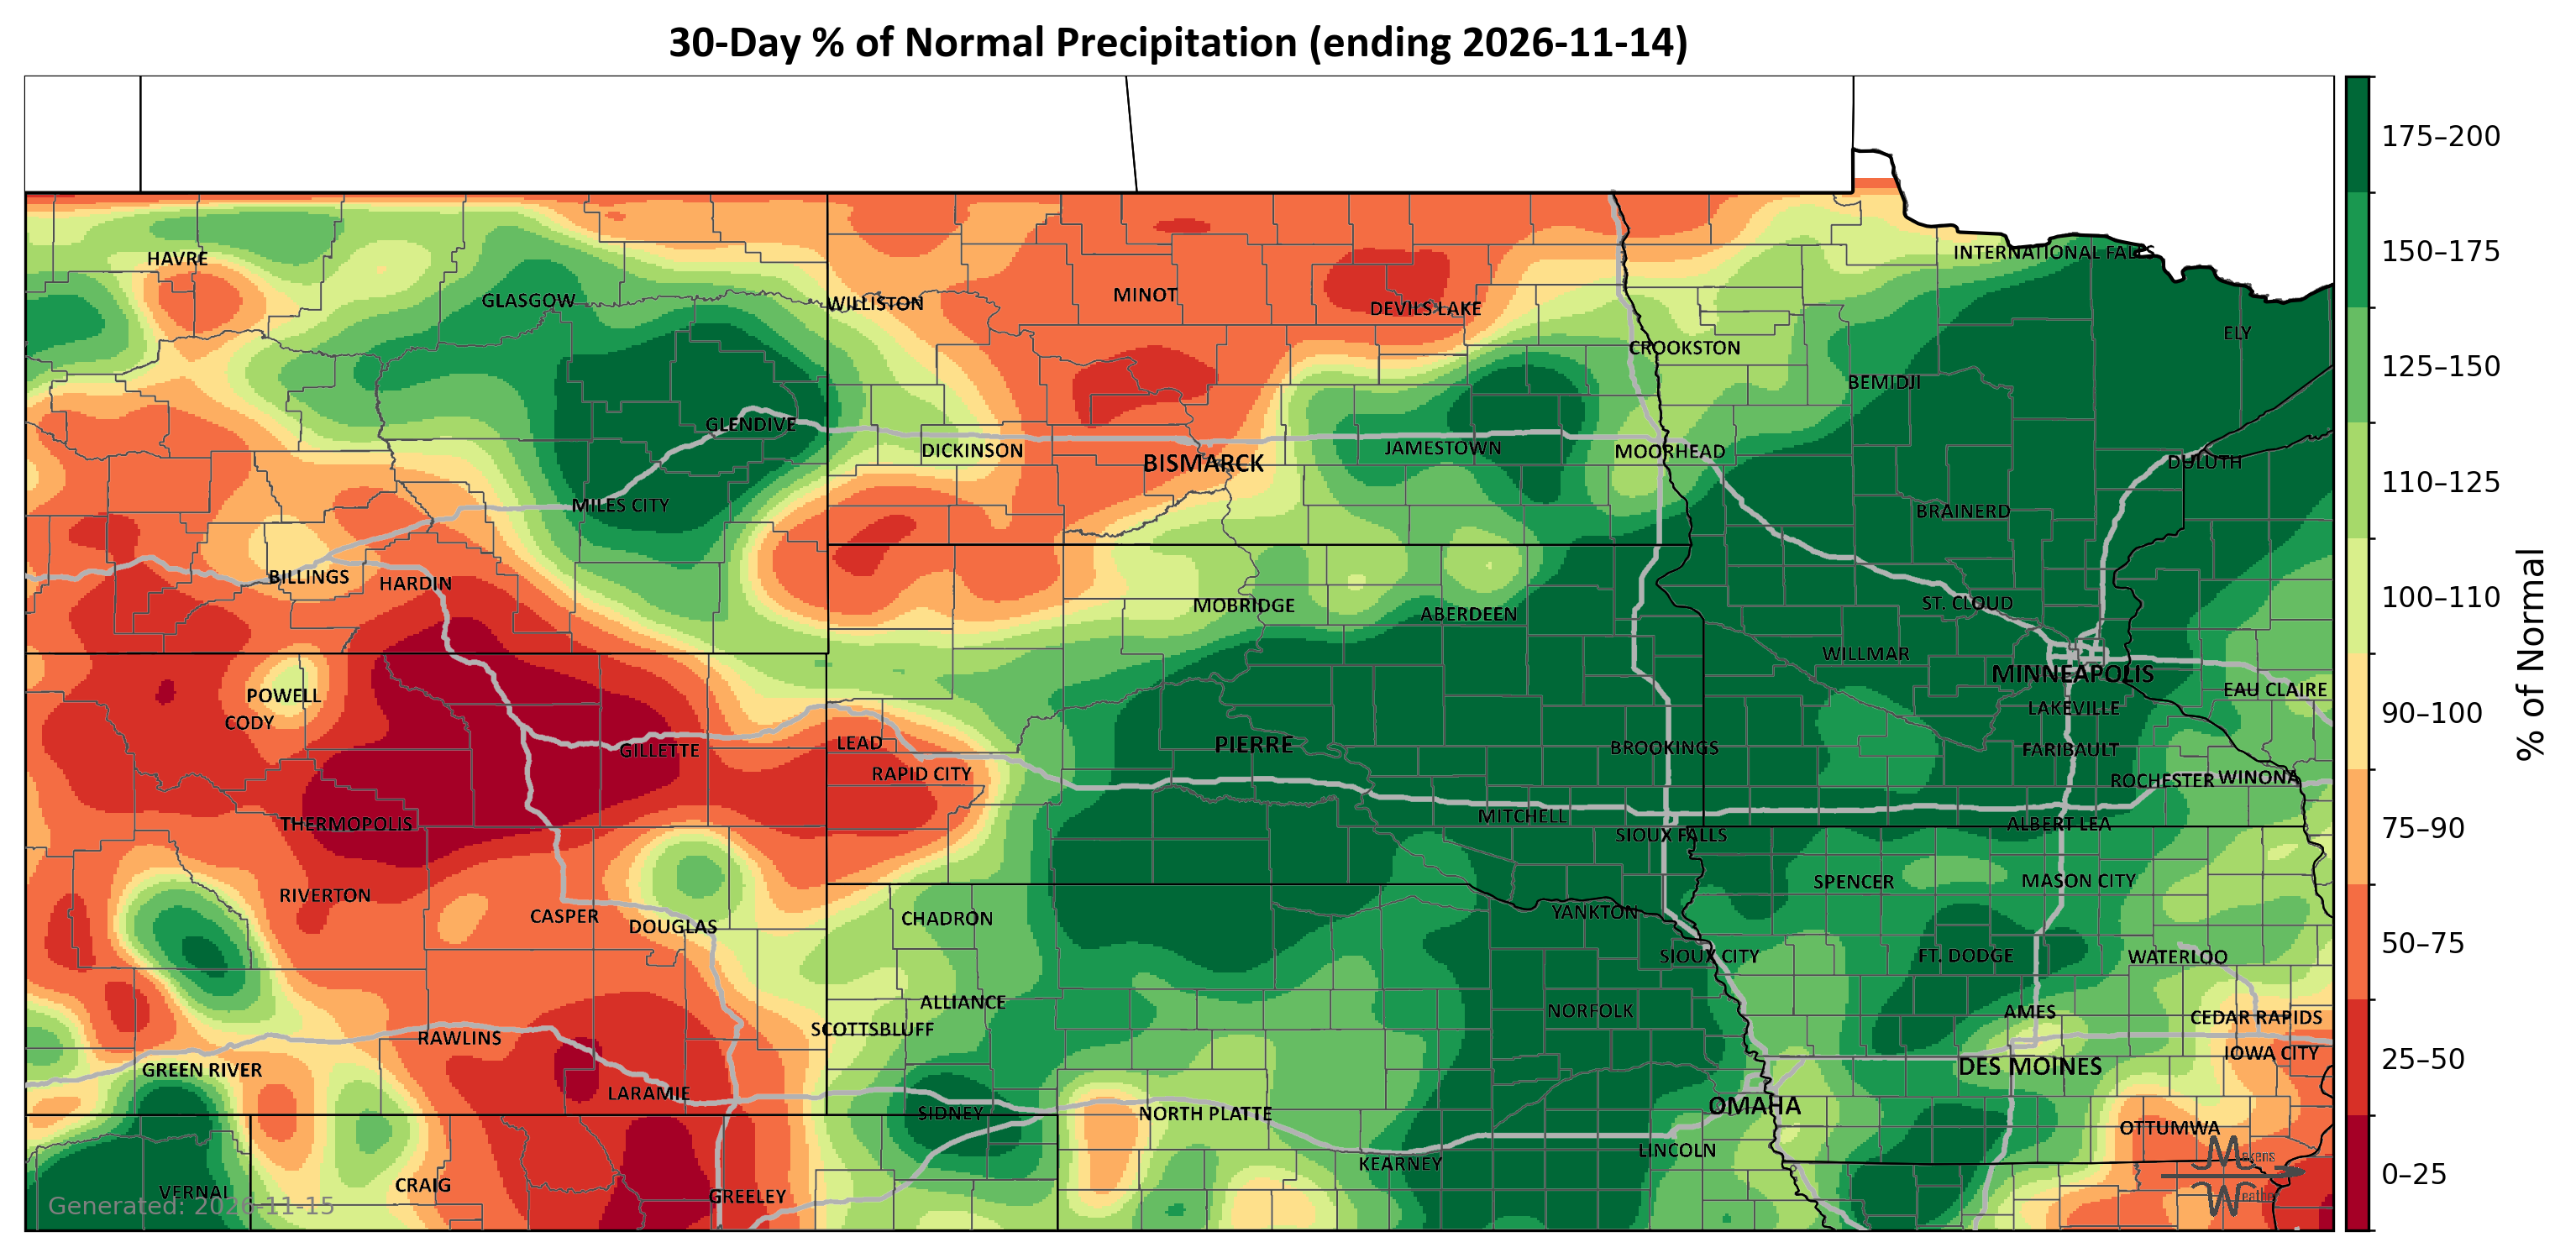 30-Day % of Normal Precipitation (ending 2026-11-14)
175–200
INTERNATIONAL FALLS
150–175
HAVRE
MINOT
GLASGOW
WILLISTON
DEVILS LAKE
ELY
CROOKSTON
125–150
BEMIDJI
GLENDIVE
DICKINSON
JAMESTOWN
MOORHEAD
BISMARCK
DULUTH
110–125
MILES CITY
BRAINERD
BILLINGS
HARDIN
100–110
MOBRIDGE
ABERDEEN
ST. CLOUD
WILLMAR
MINNEAPOLIS
% of Normal
POWELL
EAU CLAIRE
CODY
LAKEVILLE
90–100
GILLETTE
LEAD
PIERRE
BROOKINGS
FARIBAULT
RAPID CITY
ROCHESTER
WINONA
THERMOPOLIS
MITCHELL
SIOUX FALLS
ALBERT LEA
75–90
RIVERTON
SPENCER
MASON CITY
CASPER
DOUGLAS
CHADRON
YANKTON
50–75
SIOUX CITY
FT. DODGE
WATERLOO
ALLIANCE
NORFOLK
AMES
RAWLINS
SCOTTSBLUFF
CEDAR RAPIDS
GREEN RIVER
DES MOINES
IOWA CITY
25–50
LARAMIE
SIDNEY
NORTH PLATTE
OMAHA
OTTUMWA
KEARNEY
LINCOLN
Makens
Weather
0–25
VERNAL
CRAIG
GREELEY
Generated: 2026-11-15